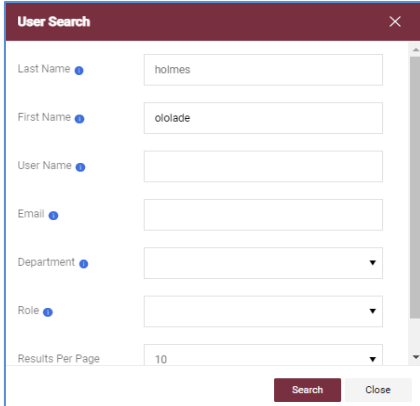 User Search
Last Name holmes
First Name ololade
User Name
Email
Department
Role
Results Per Page 10
Search Close